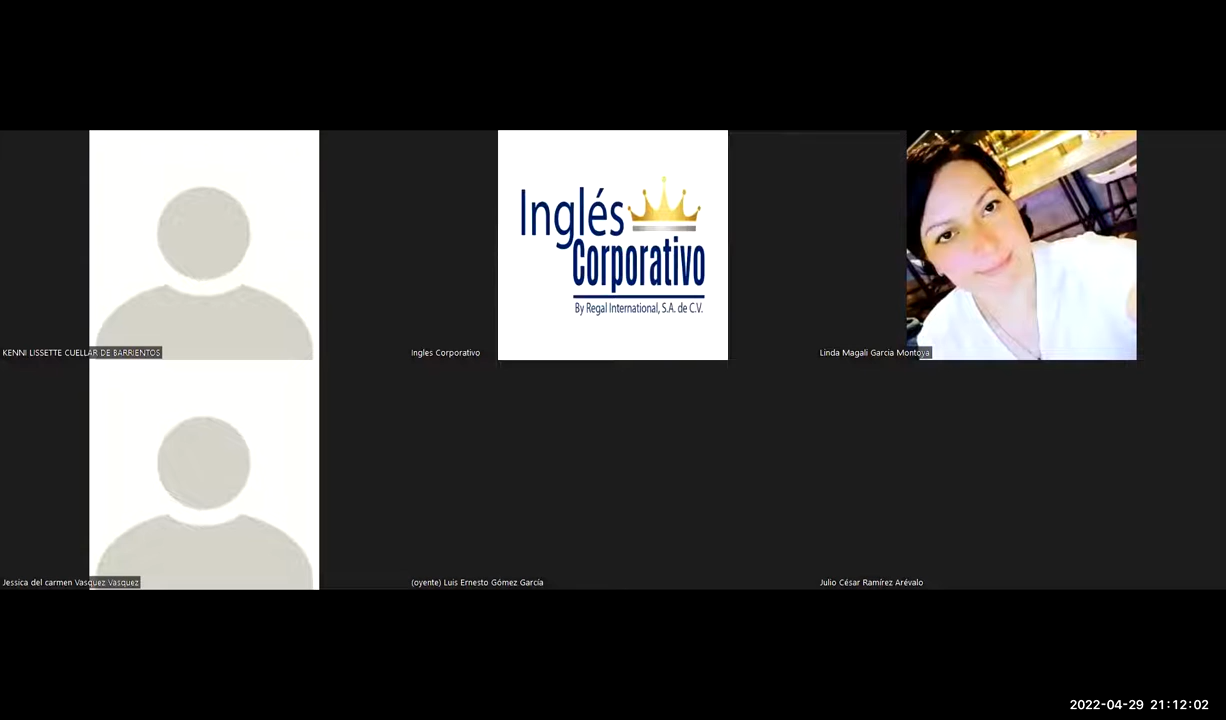 Inglés
Corporativo
By Regal International, S.A. de C.V.
KENNI LISSETTE CUELLAR DE BARRIENTOS
Ingles Corporativo
Linda Magali Garcia Montoya
Jessica del carmen Vasquez Vasquez
(oyente) Luis Ernesto Gómez García
Julio César Ramírez Arévalo
2022-04-29 21:12:02